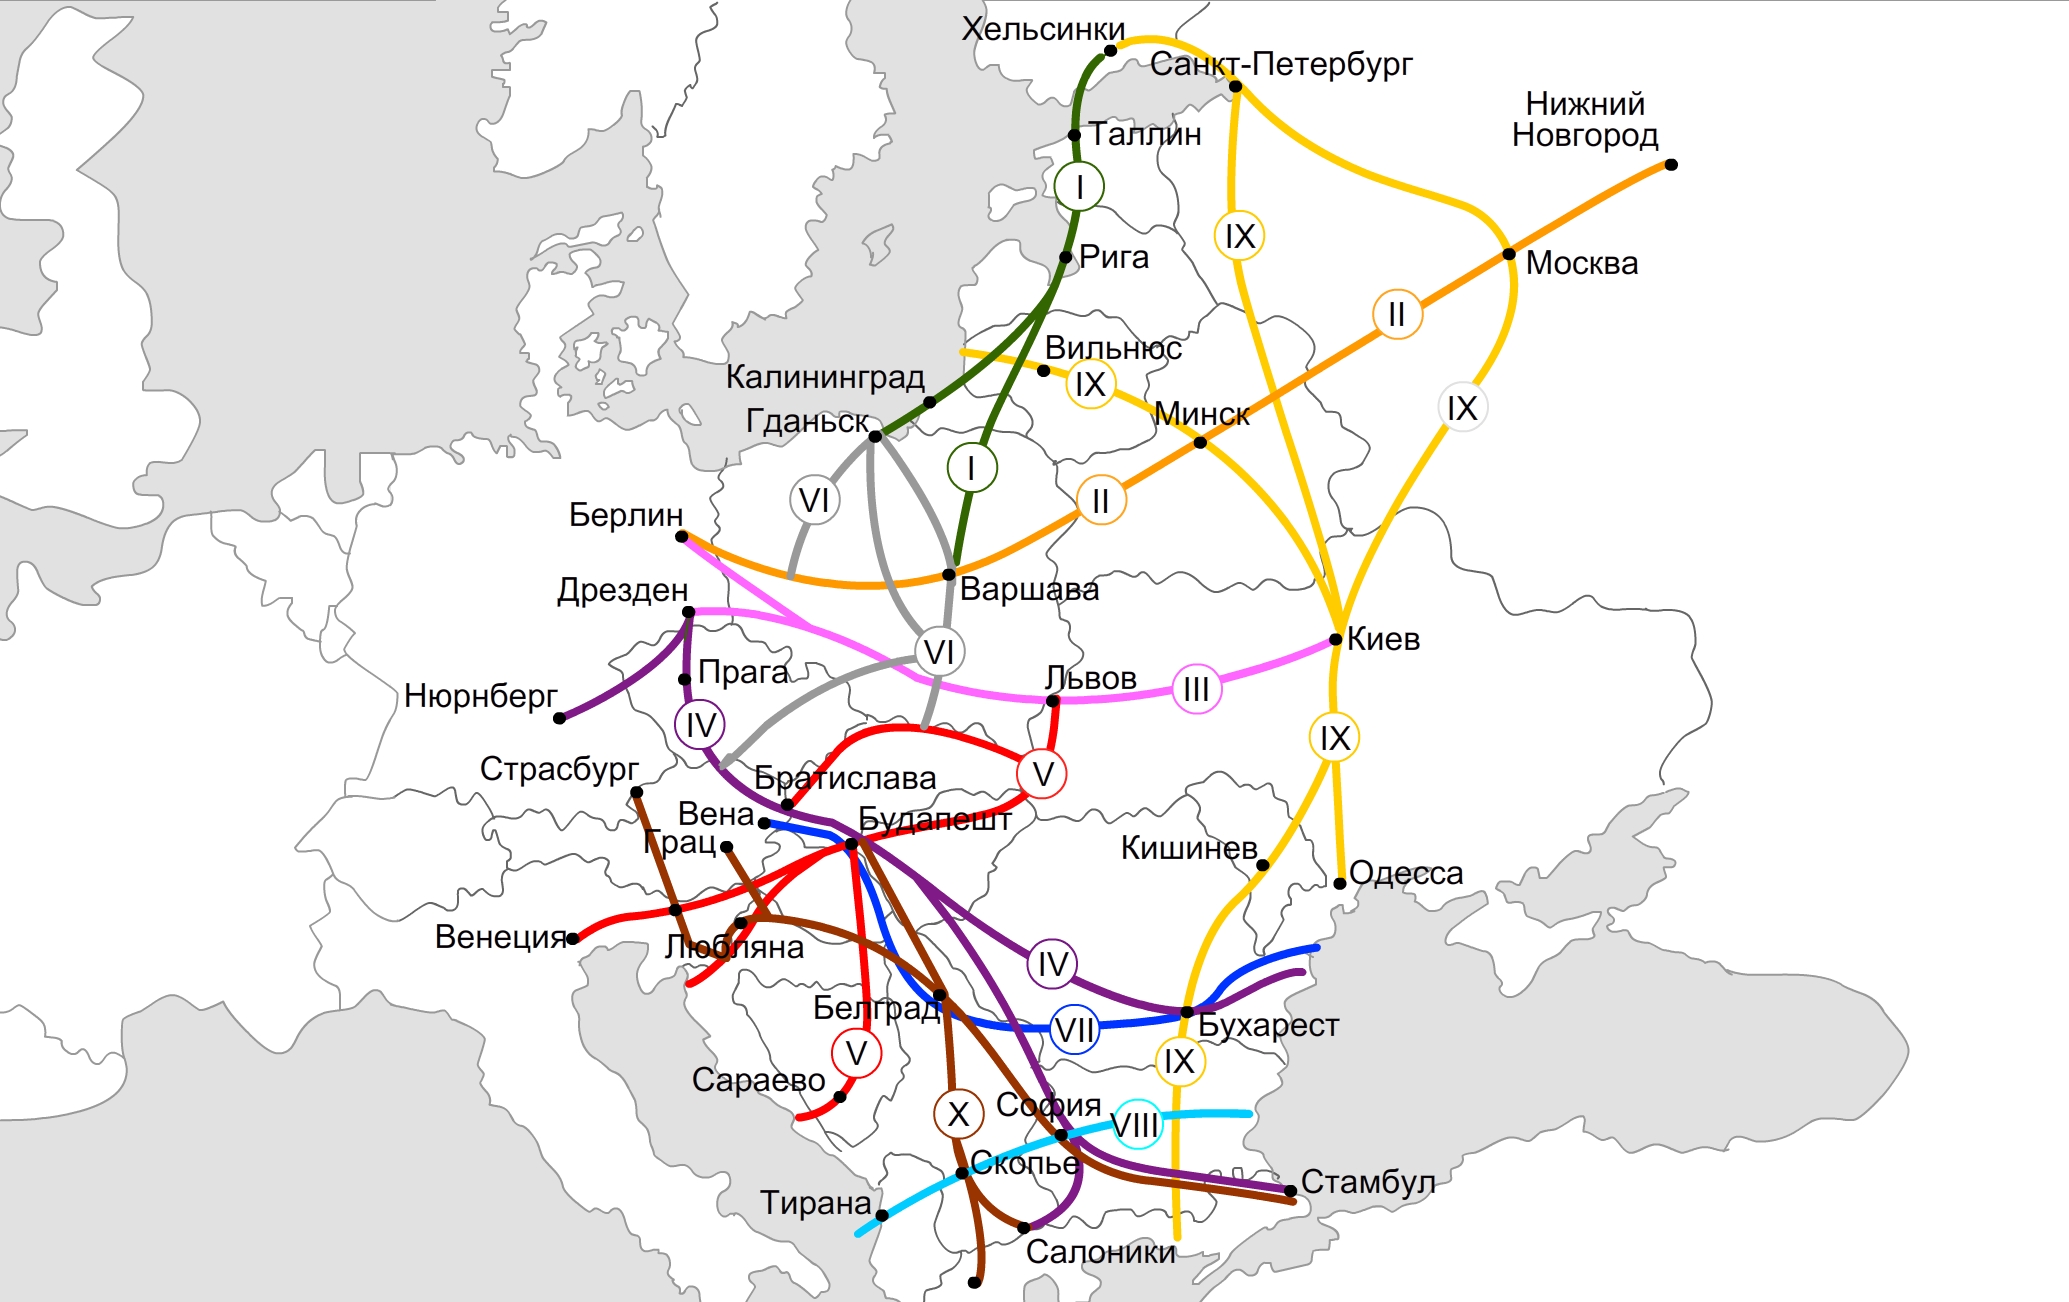 Хельсинки
Санкт-Петербург
Нижний
Новгород
Таллин
I
IX
Рига
Москва
II
Вильнюс
IX
Калининград
IX
Минск
Гданьск
I
VI
II
Берлин
Варшава
Дрезден
Киев
VI
Прага
Львов
III
Нюрнберг
IV
IX
Страсбург
V
Братислава
Вена
Будапешт
Грац
Кишинев
Одесса
Венеция
Любляна
IV
Белград
VII
Бухарест
V
IX
Сараево
X
София
VIII
Скопье
Стамбул
Тирана
Салоники